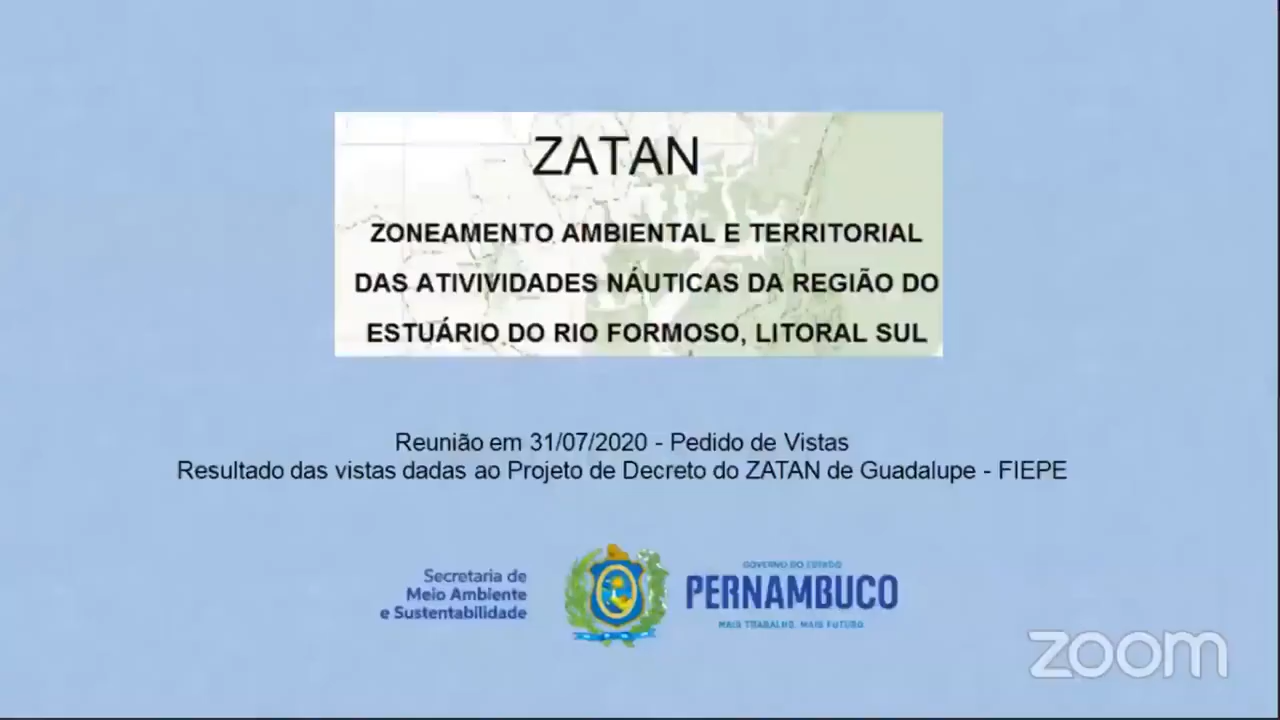 ZATAN
ZONEAMENTO AMBIENTAL E TERRITORIAL
DAS ATIVIVIDADES NÁUTICAS DA REGIÃO DO
ESTUÁRIO DO RIO FORMOSO, LITORAL SUL
Reunião em 31/07/2020 - Pedido de Vistas
Resultado das vistas dadas ao Projeto de Decreto do ZATAN de Guadalupe - FIEPE
Secretaria de
Meio Ambiente
e Sustentabilidade
GOVERNO DO ESTADO
PERNAMBUCO
MAIS TRABALHO, MAIS FUTURO
zoom